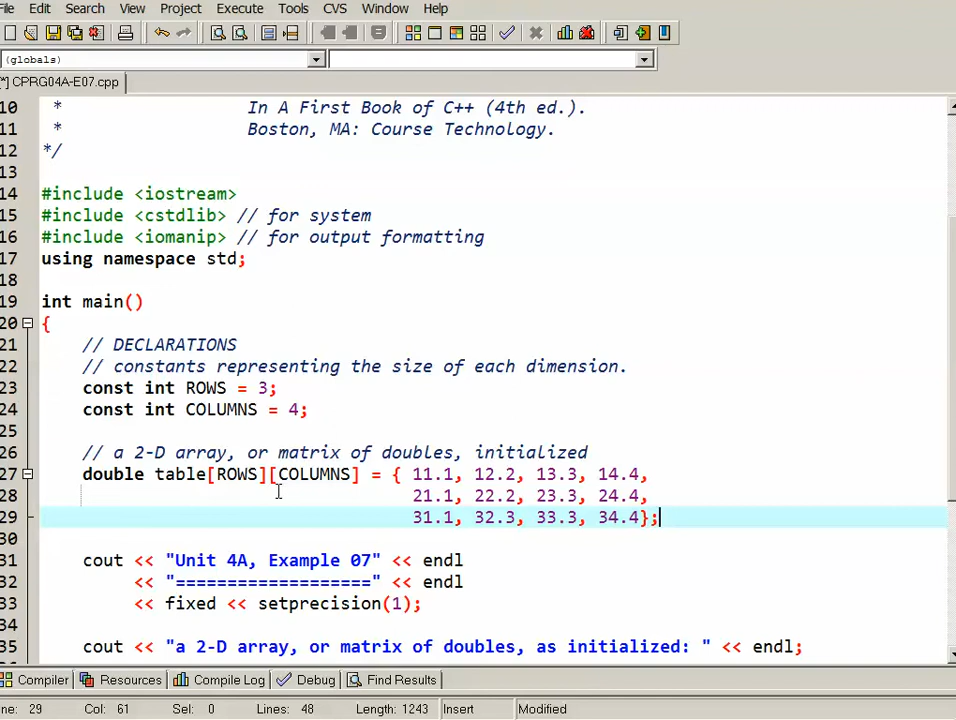 File Edit Search View Project Execute Tools CVS Window Help
(globals)
[*] CPRG04A-E07.cpp
10 * In A First Book of C++ (4th ed.).
11 * Boston, MA: Course Technology.
12 */
13
14 #include <iostream>
15 #include <cstdlib> // for system
16 #include <iomanip> // for output formatting
17 using namespace std;
18
19 int main()
20 {
21 // DECLARATIONS
22 // constants representing the size of each dimension.
23 const int ROWS = 3;
24 const int COLUMNS = 4;
25
26 // a 2-D array, or matrix of doubles, initialized
27 double table[ROWS][COLUMNS] = { 11.1, 12.2, 13.3, 14.4,
28 21.1, 22.2, 23.3, 24.4,
29 31.1, 32.3, 33.3, 34.4};
30
31 cout << "Unit 4A, Example 07" << endl
32 << "===================" << endl
33 << fixed << setprecision(1);
34
35 cout << "a 2-D array, or matrix of doubles, as initialized: " << endl;
Compiler Resources Compile Log Debug Find Results
ne: 29 Col: 61 Sel: 0 Lines: 48 Length: 1243 Insert Modified